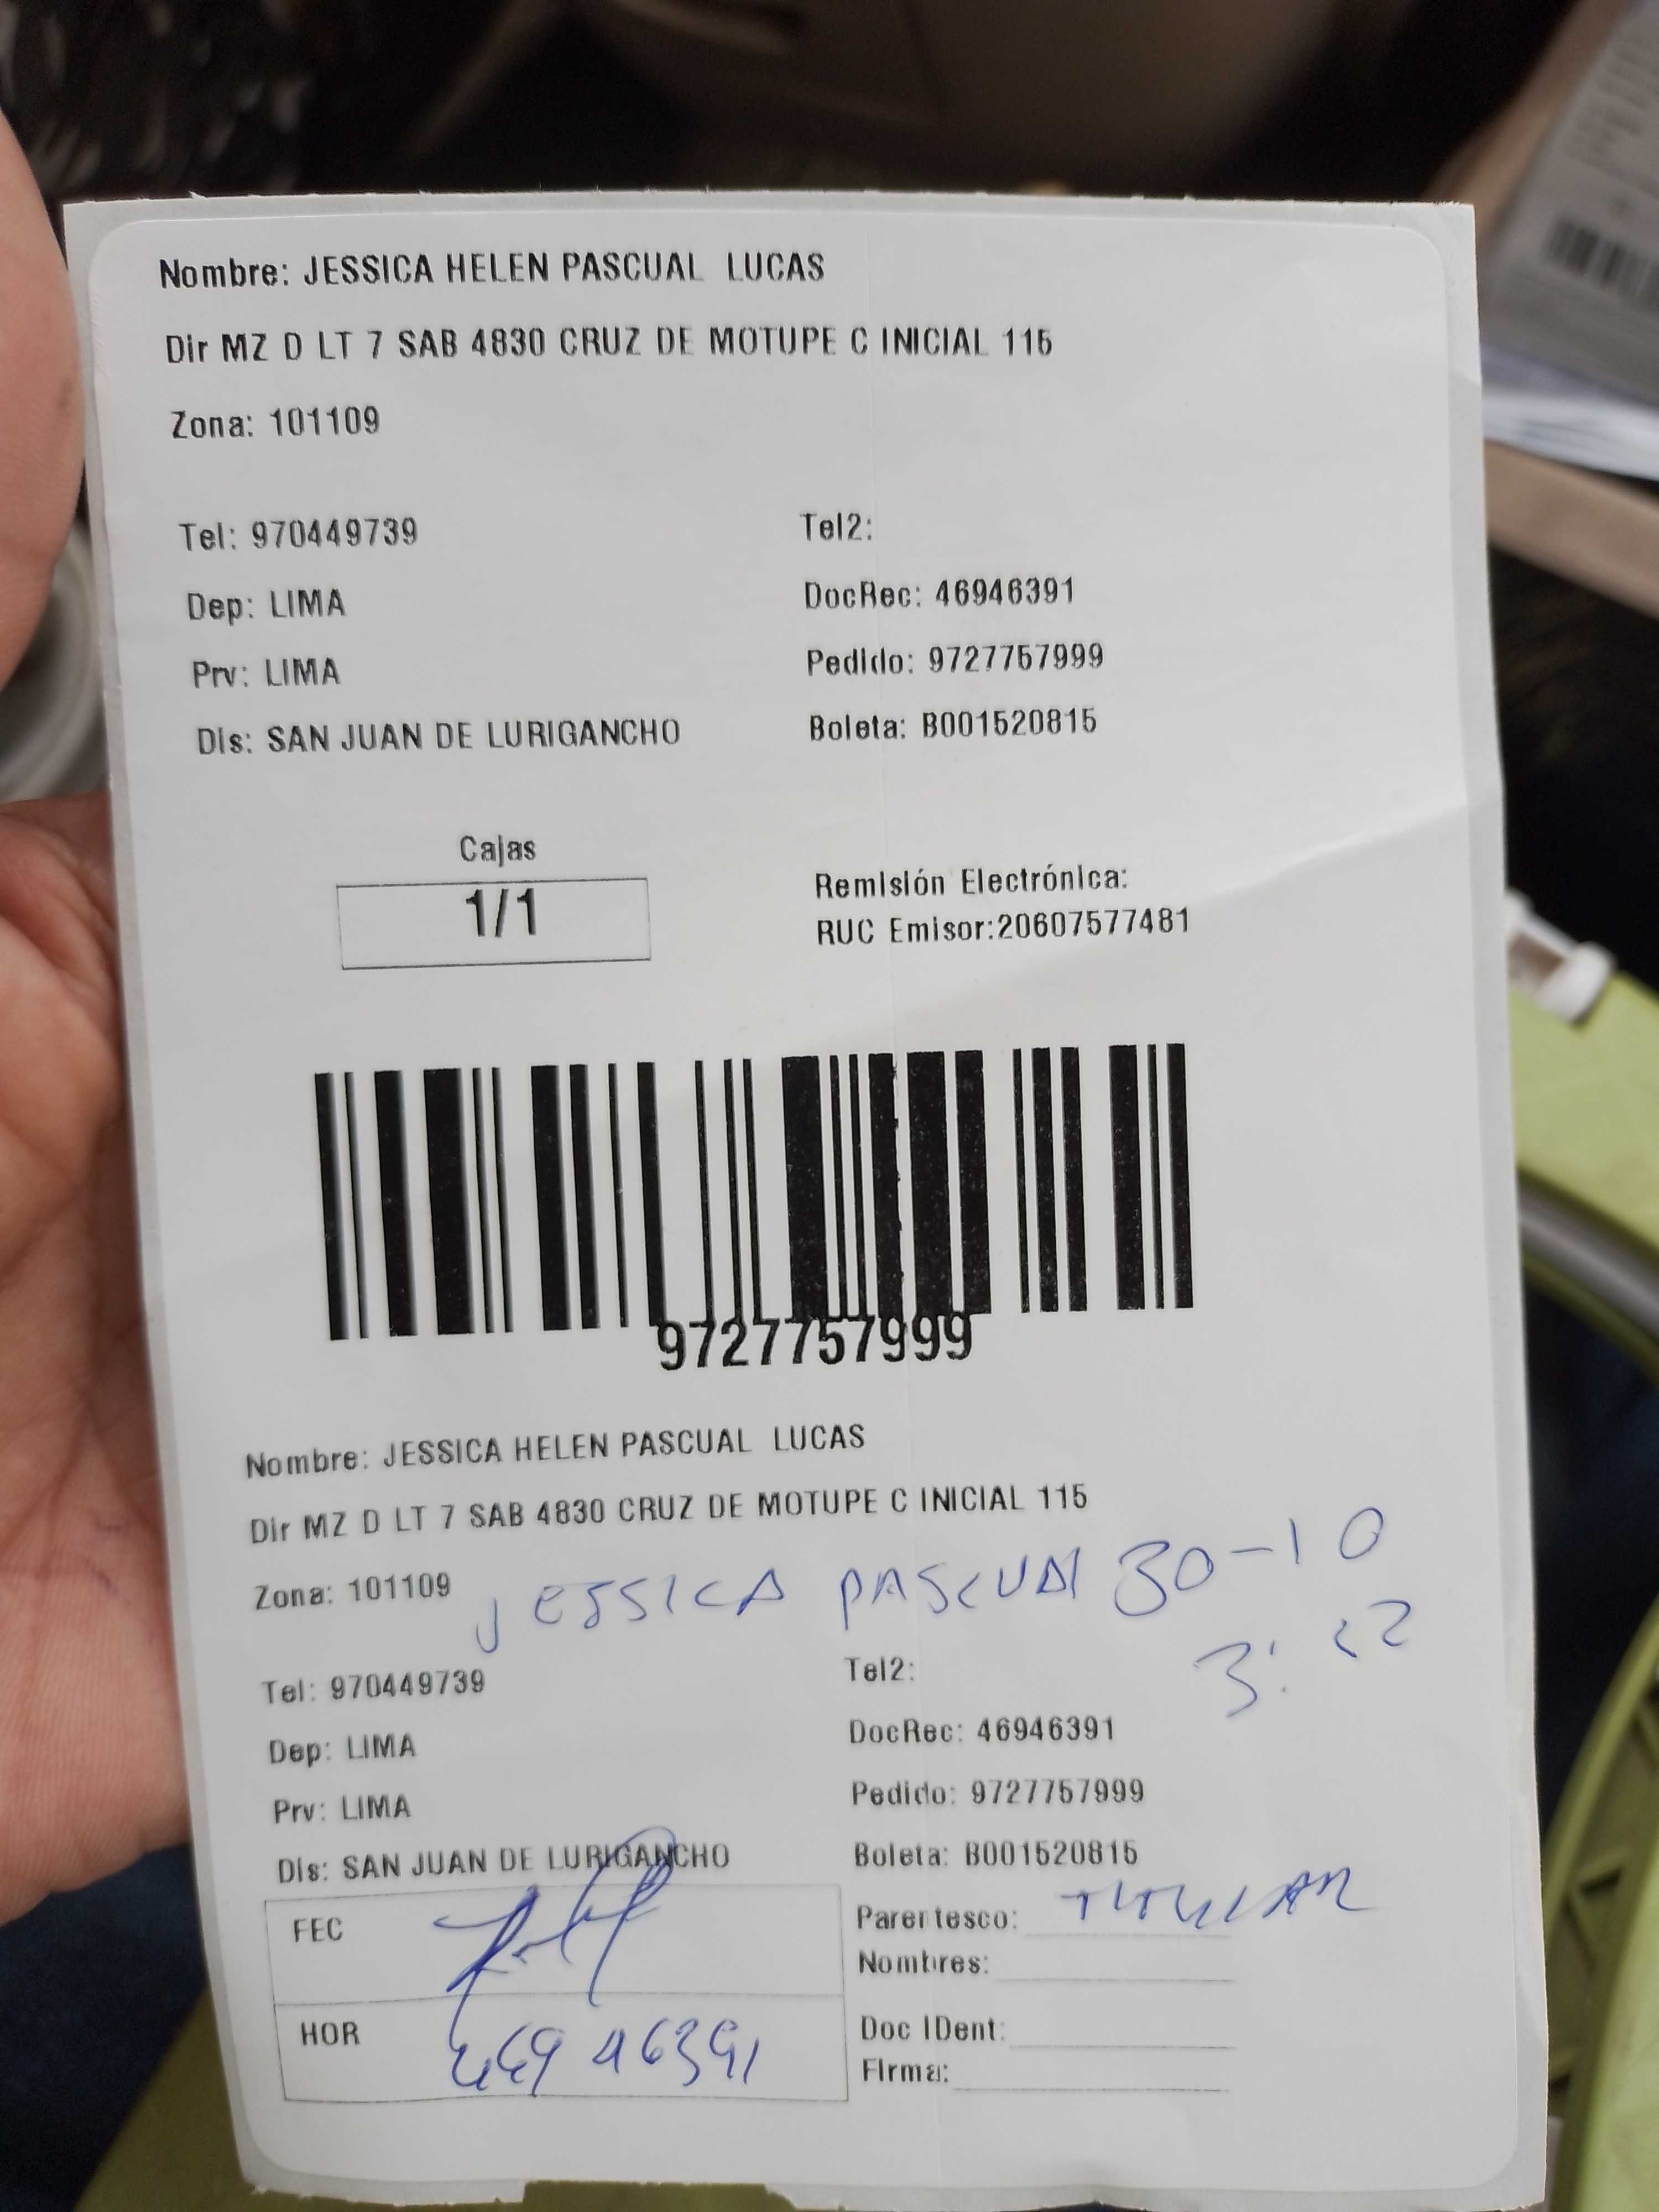 Nombre: JESSICA HELEN PASCUAL LUCAS
Dir MZ D LT 7 SAB 4830 CRUZ DE MOTUPE C INICIAL 115
Zona: 101109
Tel: 970449739 Tel2:
Dep: LIMA DocRec: 46946391
Prv: LIMA Pedido: 9727757999
Dis: SAN JUAN DE LURIGANCHO Boleta: B001520815
Cajas
1/1
Remisión Electrónica:
RUC Emisor:20607577481
9727757999
Nombre: JESSICA HELEN PASCUAL LUCAS
Dir MZ D LT 7 SAB 4830 CRUZ DE MOTUPE C INICIAL 115
Zona: 101109 JESSICA PASCUAL 30-10
3:22
Tel: 970449739 Tel2:
Dep: LIMA DocRec: 46946391
Prv: LIMA Pedido: 9727757999
Dis: SAN JUAN DE LURIGANCHO Boleta: B001520815
FEC Parentesco: TITULAR
Nombres:
HOR 46946391 Doc IDent:
Firma: